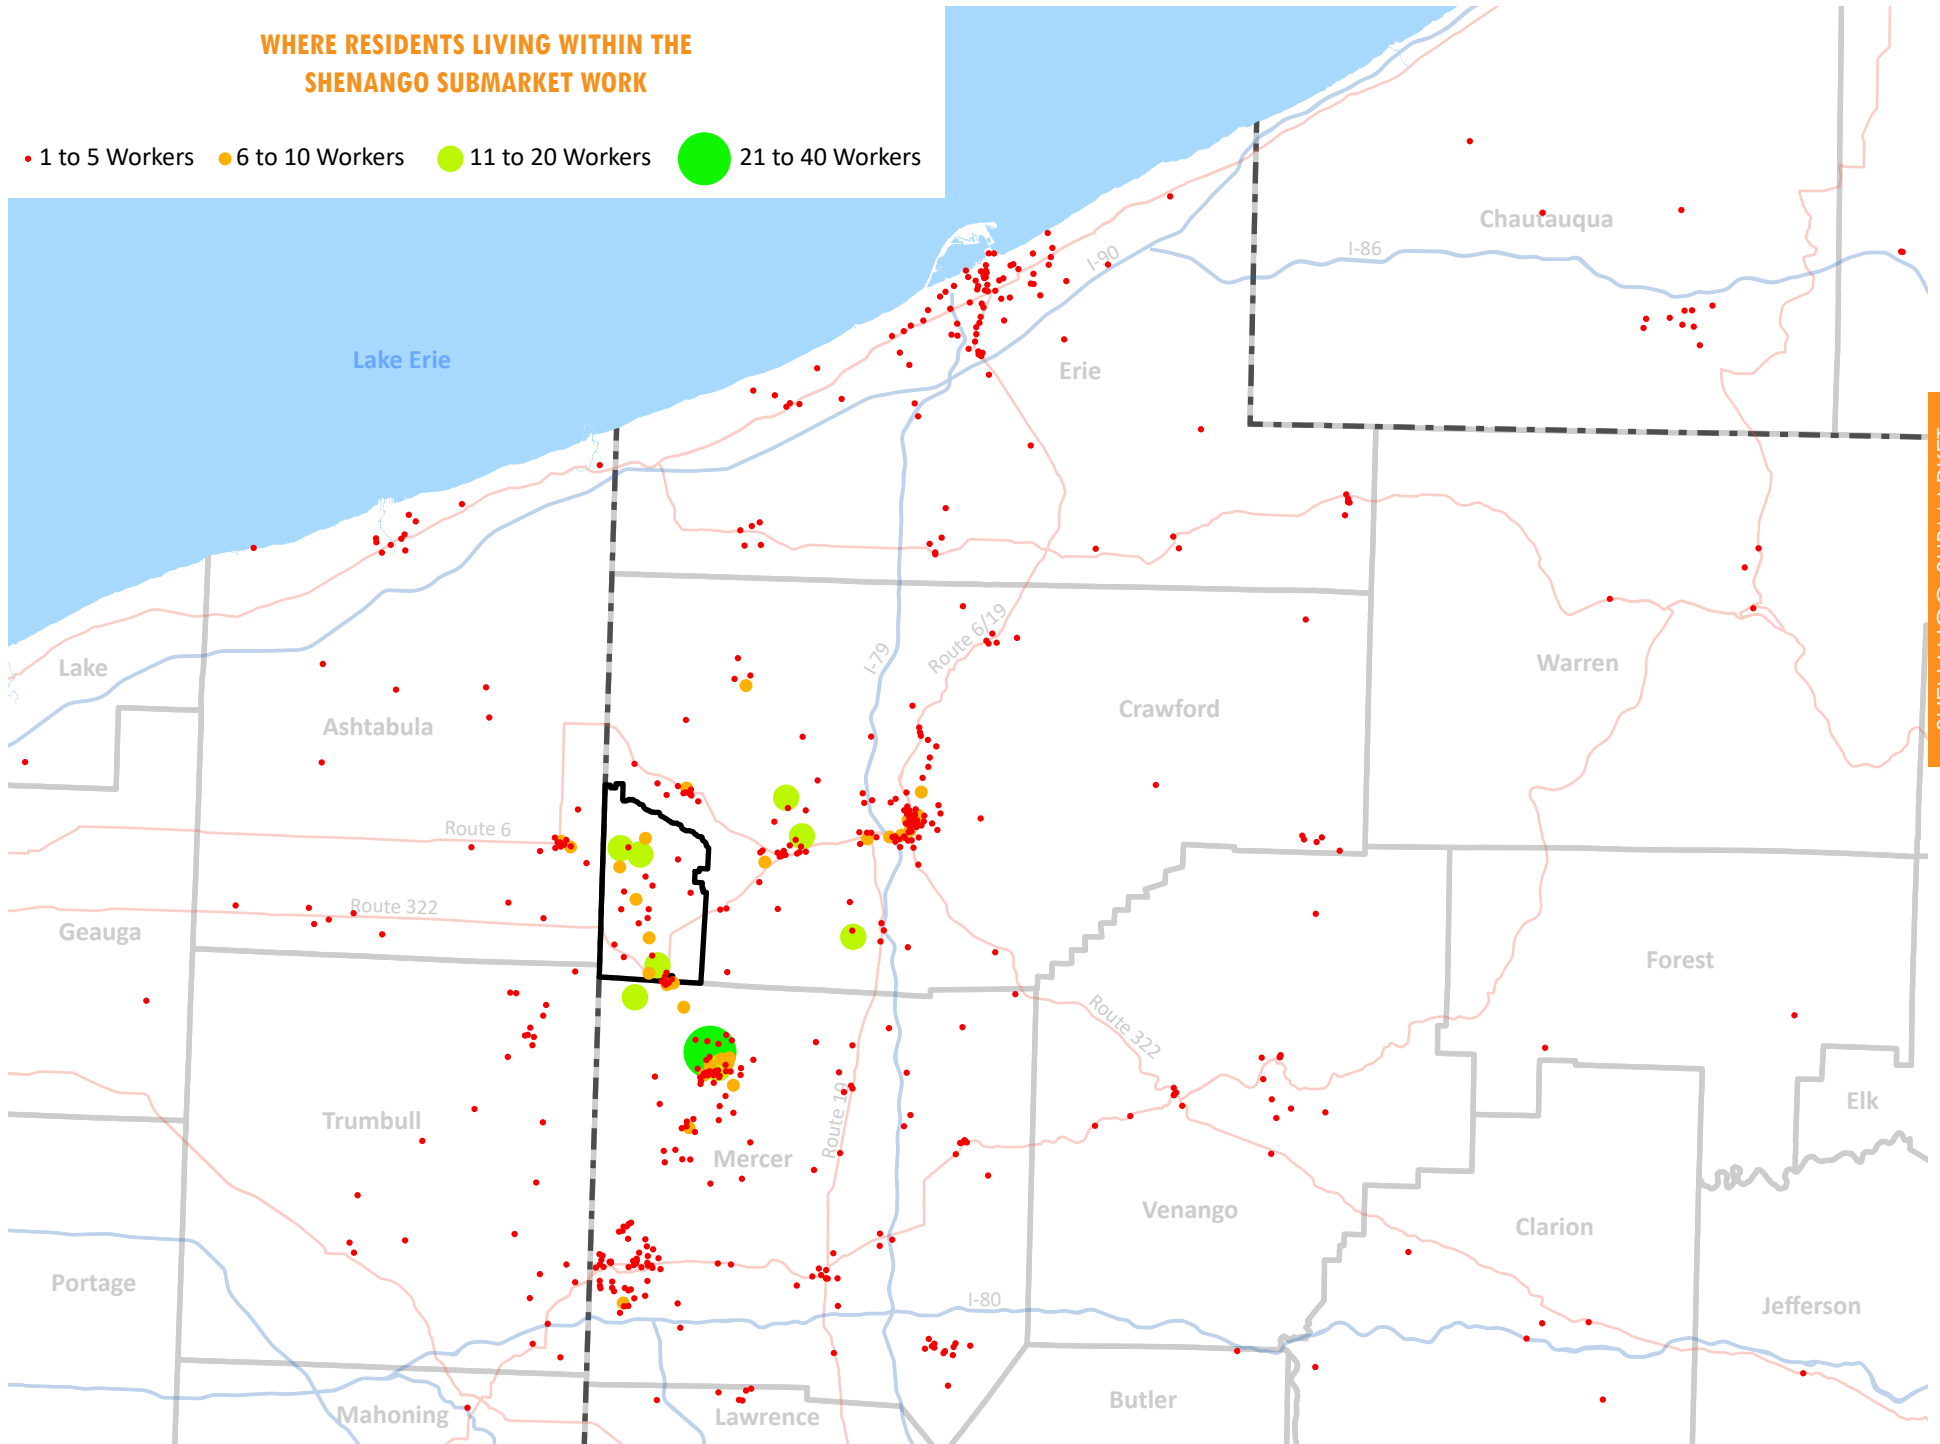 WHERE RESIDENTS LIVING WITHIN THE
SHENANGO SUBMARKET WORK
1 to 5 Workers
6 to 10 Workers
11 to 20 Workers
21 to 40 Workers
Chautauqua
I-86
I-90
Lake Erie
Erie
Route 6/19
I-79
Lake
Warren
Crawford
Ashtabula
Route 6
Route 322
Geauga
Forest
Route 322
Elk
Trumbull
Route 19
Mercer
Venango
Clarion
Portage
I-80
Jefferson
Butler
Mahoning
Lawrence